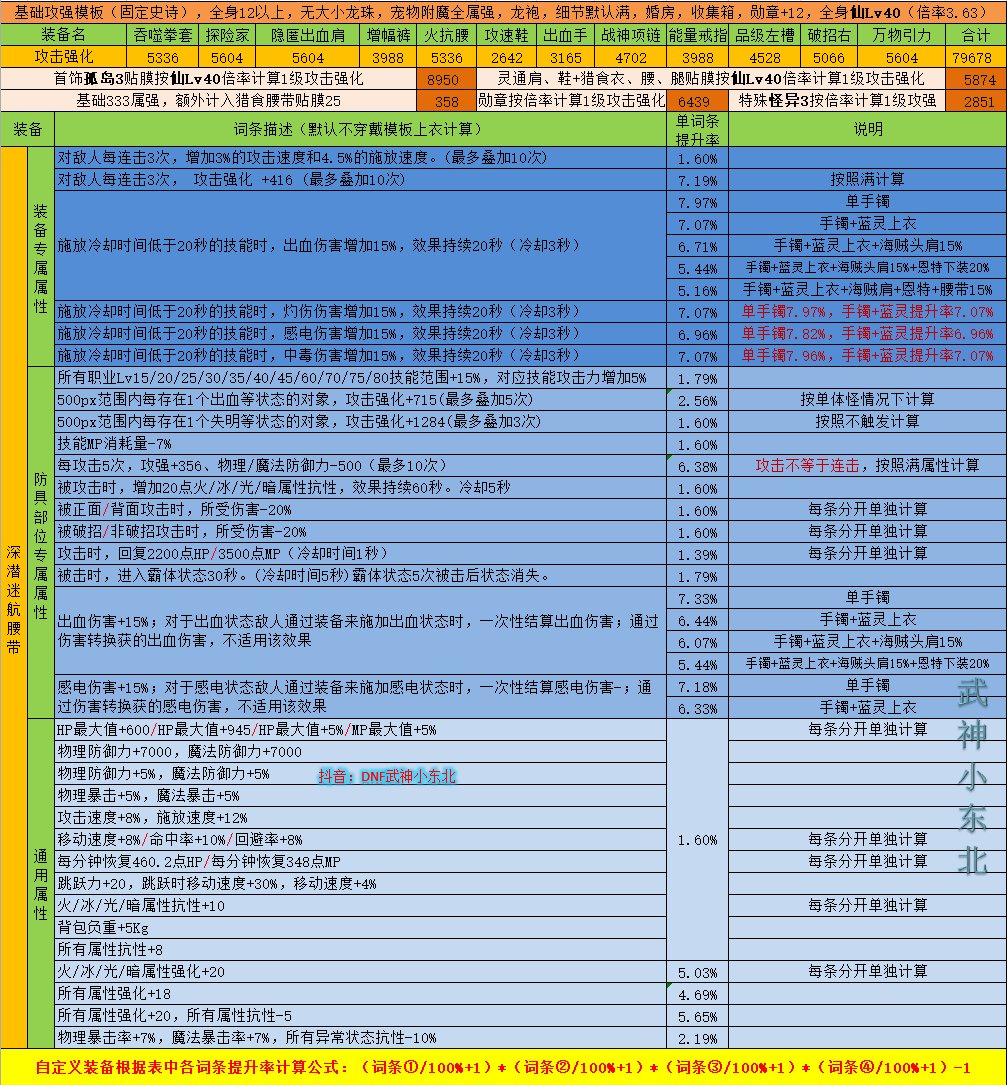 基础攻强模板（固定史诗），全身12以上，无大小龙珠，宠物附魔全属强，龙袍，细节默认满，婚房，收集箱，勋章+12，全身仙Lv40（倍率3.63）
装备名 吞噬拳套 探险家 隐匿出血肩 增幅裤 火抗腰 攻速鞋 出血手 战神项链 能量戒指 品级左槽 破招右 万物引力 合计
攻击强化 5336 5604 5604 3988 5336 2642 3165 4702 3988 4528 5066 5604 79678
首饰孤岛3贴膜按仙Lv40倍率计算1级攻击强化 8950 灵通肩、鞋+猎食衣、腰、腿贴膜按仙Lv40倍率计算1级攻击强化 5874
基础333属强，额外计入猎食腰带贴膜25 358 勋章按倍率计算1级攻击强化 6439 特殊怪异3按倍率计算1级攻强 2851
装备 词条描述（默认不穿戴模板上衣计算） 单词条提升率 说明
深潜迷航腰带
装备专属属性
对敌人每连击3次，增加3%的攻击速度和4.5%的施放速度。(最多叠加10次) 1.60%
对敌人每连击3次， 攻击强化 +416 (最多叠加10次) 7.19% 按照满计算
施放冷却时间低于20秒的技能时，出血伤害增加15%，效果持续20秒（冷却3秒）
7.97% 单手镯
7.07% 手镯+蓝灵上衣
6.71% 手镯+蓝灵上衣+海贼头肩15%
5.44% 手镯+蓝灵上衣+海贼头肩15%+恩特下装20%
5.16% 手镯+蓝灵上衣+海贼肩+恩特+腰带15%
施放冷却时间低于20秒的技能时，灼伤伤害增加15%，效果持续20秒（冷却3秒） 7.07% 单手镯7.97%，手镯+蓝灵提升率7.07%
施放冷却时间低于20秒的技能时，感电伤害增加15%，效果持续20秒（冷却3秒） 6.96% 单手镯7.82%，手镯+蓝灵提升率6.96%
施放冷却时间低于20秒的技能时，中毒伤害增加15%，效果持续20秒（冷却3秒） 7.07% 单手镯7.96%，手镯+蓝灵提升率7.07%
防具部位专属属性
所有职业Lv15/20/25/30/35/40/45/60/70/75/80技能范围+15%，对应技能攻击力增加5% 1.79%
500px范围内每存在1个出血等状态的对象，攻击强化+715(最多叠加5次) 2.56% 按单体怪情况下计算
500px范围内每存在1个失明等状态的对象，攻击强化+1284(最多叠加3次) 1.60% 按照不触发计算
技能MP消耗量-7% 1.60%
每攻击5次，攻强+356、物理/魔法防御力-500（最多10次） 6.38% 攻击不等于连击，按照满属性计算
被攻击时，增加20点火/冰/光/暗属性抗性，效果持续60秒。冷却5秒 1.60%
被正面/背面攻击时，所受伤害-20% 1.60% 每条分开单独计算
被破招/非破招攻击时，所受伤害-20% 1.60% 每条分开单独计算
攻击时，回复2200点HP/3500点MP（冷却时间1秒） 1.39% 每条分开单独计算
被击时，进入霸体状态30秒。(冷却时间5秒)霸体状态5次被击后状态消失。 1.79%
出血伤害+15%；对于出血状态敌人通过装备来施加出血状态时，一次性结算出血伤害；通过
伤害转换获的出血伤害，不适用该效果
7.33% 单手镯
6.44% 手镯+蓝灵上衣
6.07% 手镯+蓝灵上衣+海贼头肩15%
5.44% 手镯+蓝灵上衣+海贼头肩15%+恩特下装20%
感电伤害+15%；对于感电状态敌人通过装备来施加感电状态时，一次性结算感电伤害-；通
过伤害转换获的感电伤害，不适用该效果
7.18% 单手镯
6.33% 手镯+蓝灵上衣
通用属性
HP最大值+600/HP最大值+945/HP最大值+5%/MP最大值+5% 每条分开单独计算
物理防御力+7000，魔法防御力+7000
物理防御力+5%，魔法防御力+5% 抖音：DNF武神小东北
物理暴击+5%，魔法暴击+5%
攻击速度+8%，施放速度+12%
移动速度+8%/命中率+10%/回避率+8% 1.60% 每条分开单独计算
每分钟恢复460.2点HP/每分钟恢复348点MP 每条分开单独计算
跳跃力+20，跳跃时移动速度+30%，移动速度+4%
火/冰/光/暗属性抗性+10 每条分开单独计算
背包负重+5Kg
所有属性抗性+8
火/冰/光/暗属性强化+20 5.03% 每条分开单独计算
所有属性强化+18 4.69%
所有属性强化+20，所有属性抗性-5 5.65%
物理暴击率+7%，魔法暴击率+7%，所有异常状态抗性-10% 2.19%
武神小东北
自定义装备根据表中各词条提升率计算公式：（词条①/100%+1）*（词条②/100%+1）*（词条③/100%+1）*（词条④/100%+1）-1